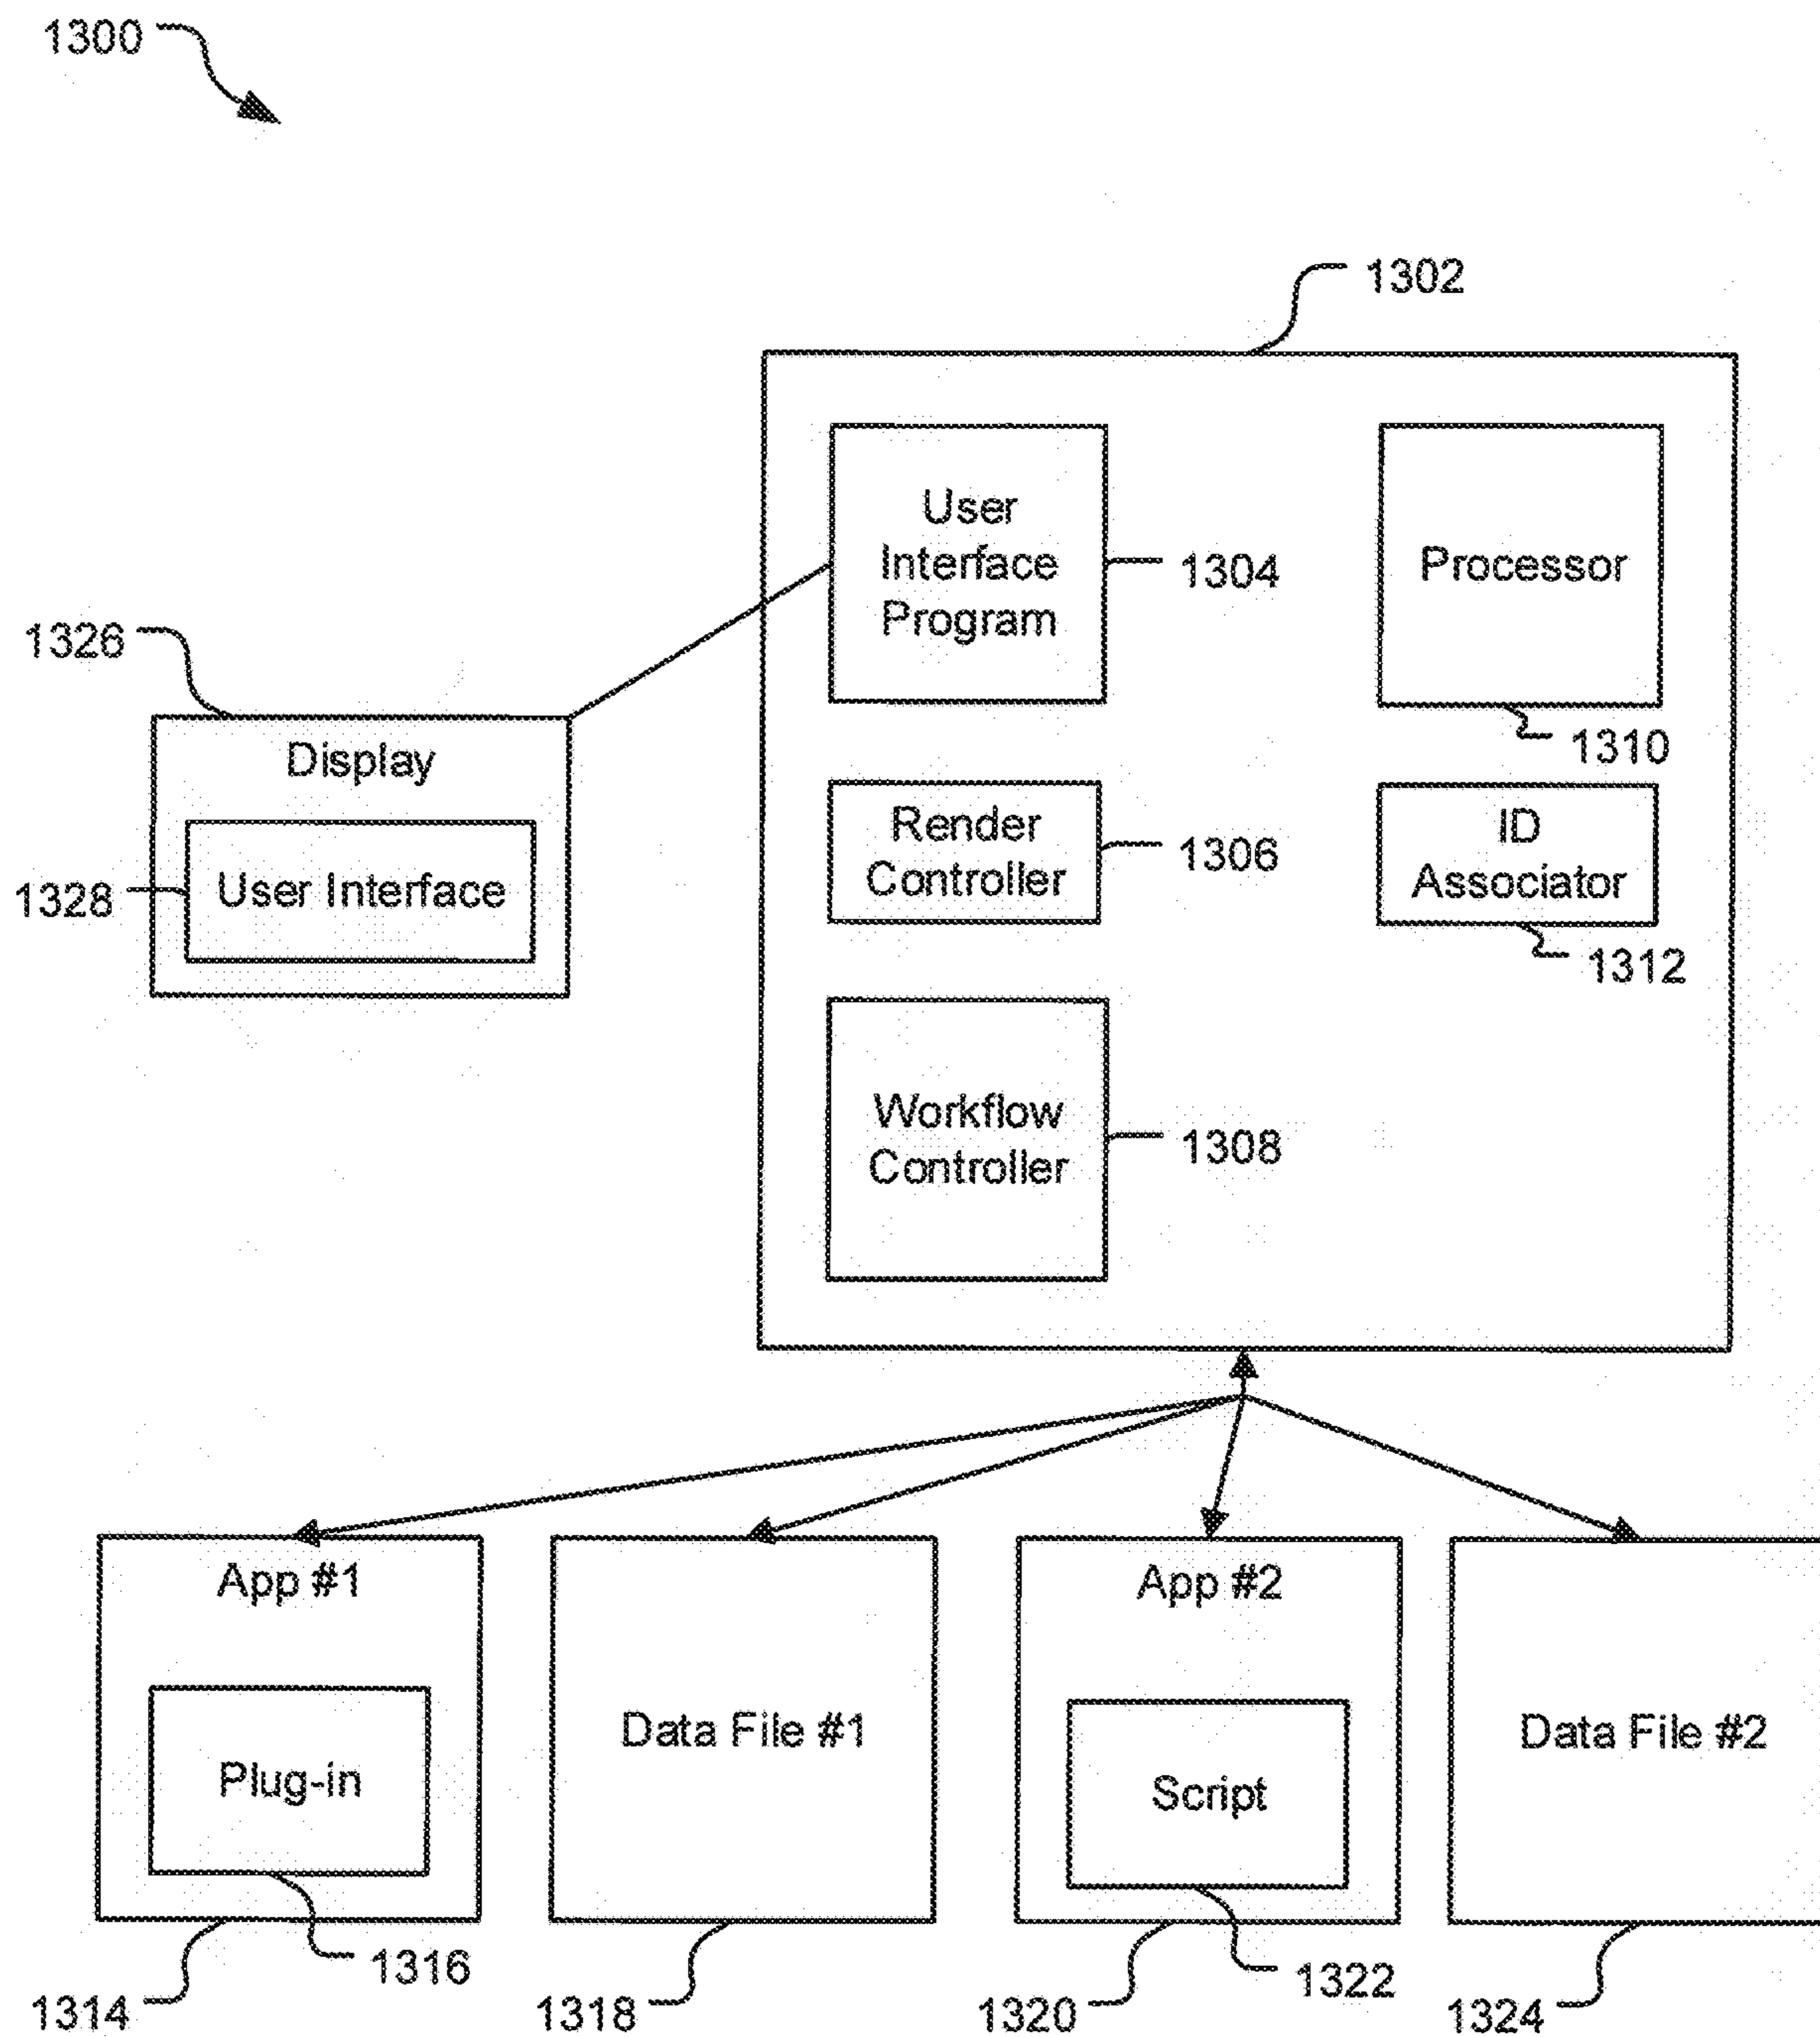 1300
1302
User
Interface
Program
1304
Processor
1310
1326
Display
User Interface
1328
Render
Controller
1306
ID
Associator
1312
Workflow
Controller
1308
App #1
Plug-in
1316
1314
Data File #1
1318
App #2
Script
1322
1320
Data File #2
1324